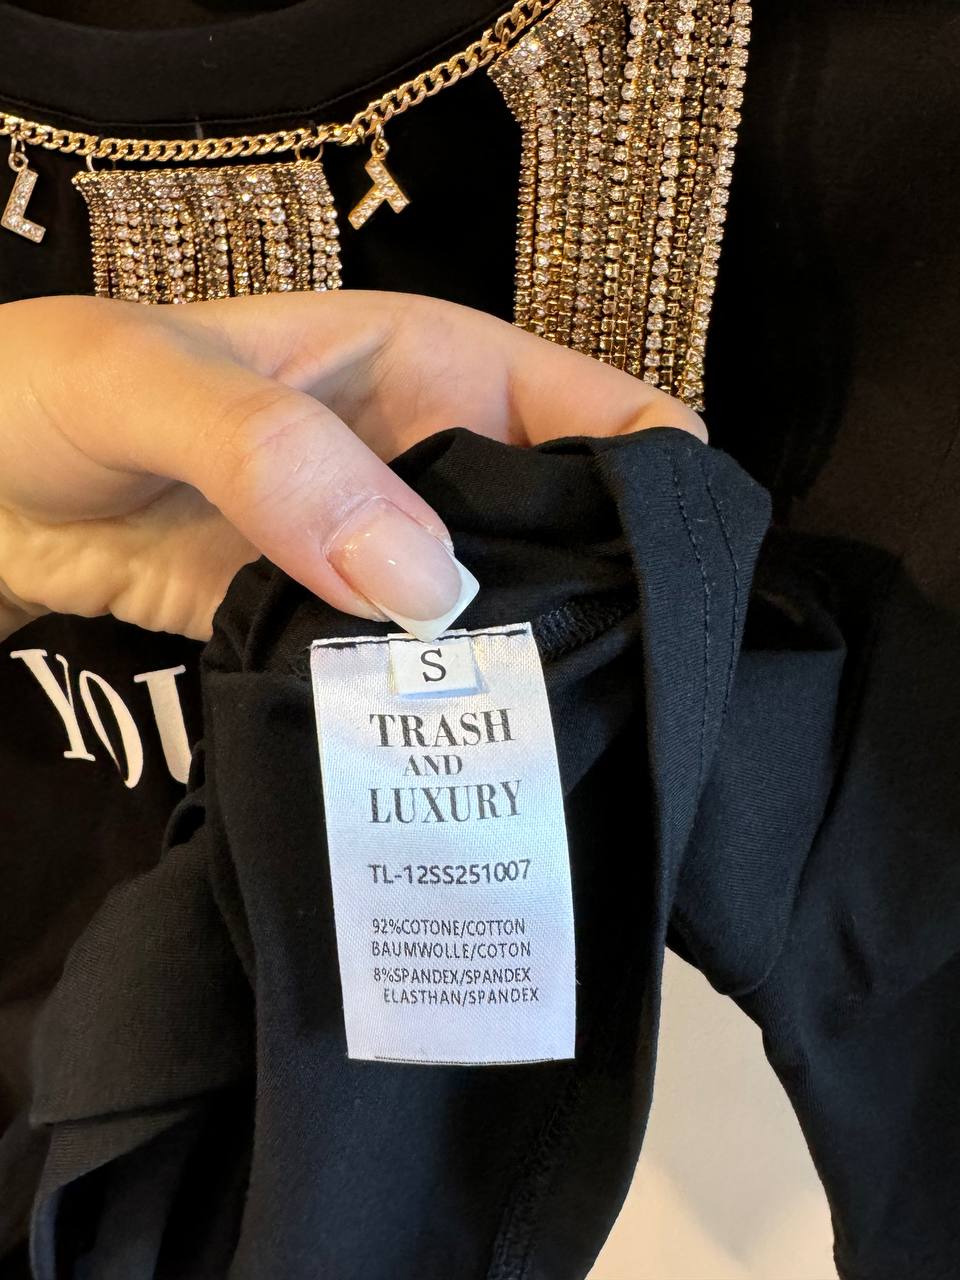 L T
YOU
S
TRASH
AND
LUXURY
TL-12SS251007
92%COTONE/COTTON
BAUMWOLLE/COTON
8%SPANDEX/SPANDEX
ELASTHAN/SPANDEX